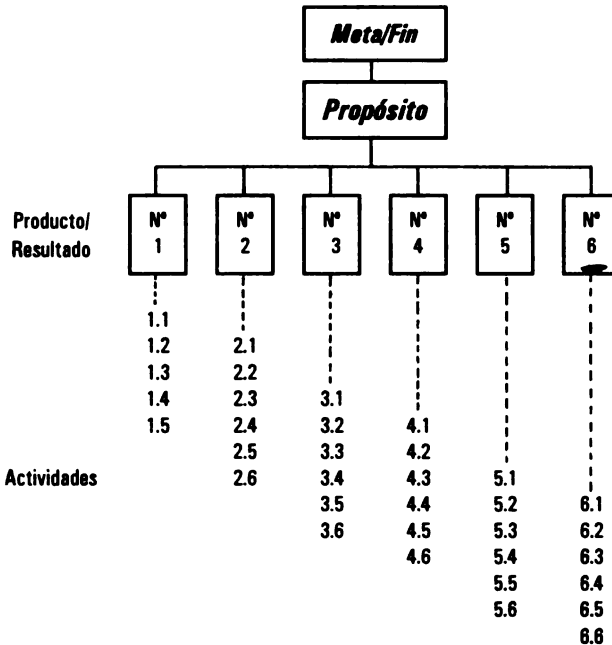 Meta/Fin
Propósito
Producto/
Resultado
N° N° N° N° N° N°
1 2 3 4 5 6
1.1
1.2 2.1
1.3 2.2
1.4 2.3 3.1
1.5 2.4 3.2 4.1
2.5 3.3 4.2
Actividades 2.6 3.4 4.3 5.1
3.5 4.4 5.2 6.1
3.6 4.5 5.3 6.2
4.6 5.4 6.3
5.5 6.4
5.6 6.5
6.6